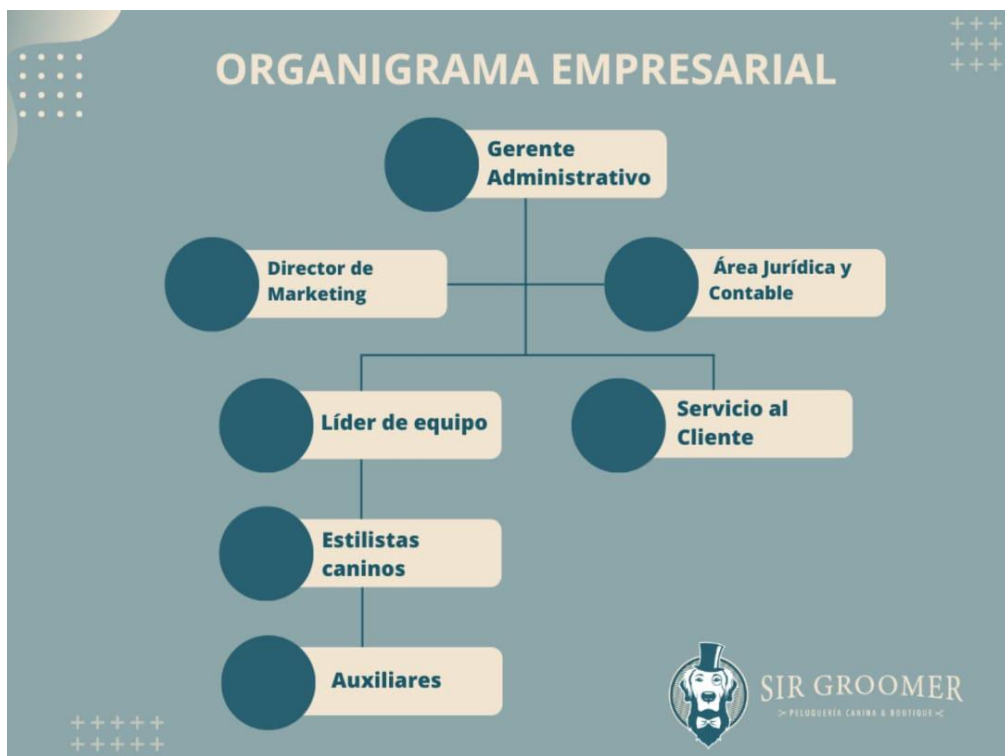 ORGANIGRAMA EMPRESARIAL
Gerente
Administrativo
Director de
Marketing
Área Jurídica y
Contable
Líder de equipo
Servicio al
Cliente
Estilistas
caninos
Auxiliares
SIR GROOMER
PELUQUERÍA CANINA & BOUTIQUE